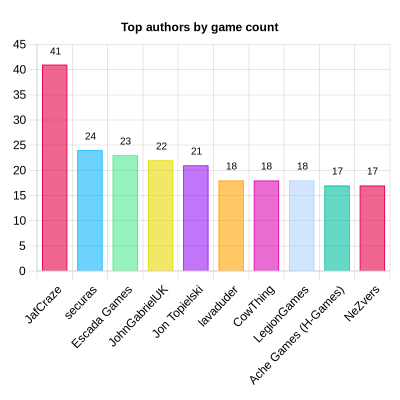 Top authors by game count
45
40
35
30
25
20
15
10
5
0
41
24
23
22
21
18
18
18
17
17
JafCraze
securas
Escada Games
JohnGabrielUK
Jon Topielski
lavaduder
CowThing
LegionGames
Ache Games (H-Games)
NeZvers